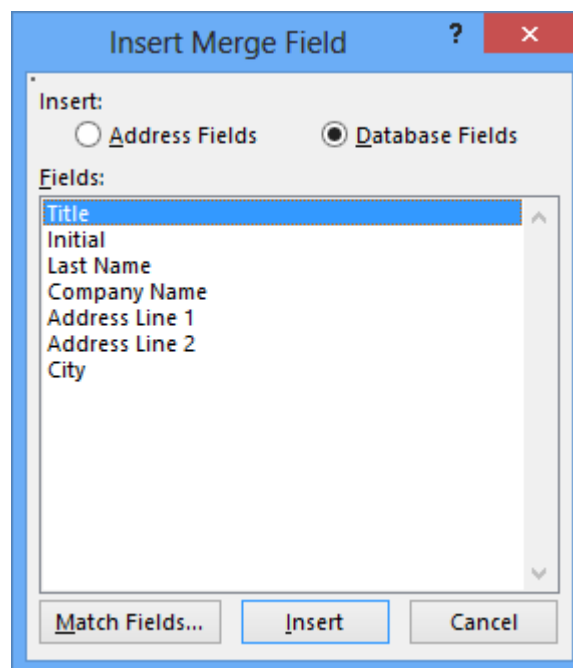 Insert Merge Field ?
Insert:
Address Fields Database Fields
Fields:
Title
Initial
Last Name
Company Name
Address Line 1
Address Line 2
City
Match Fields... Insert Cancel